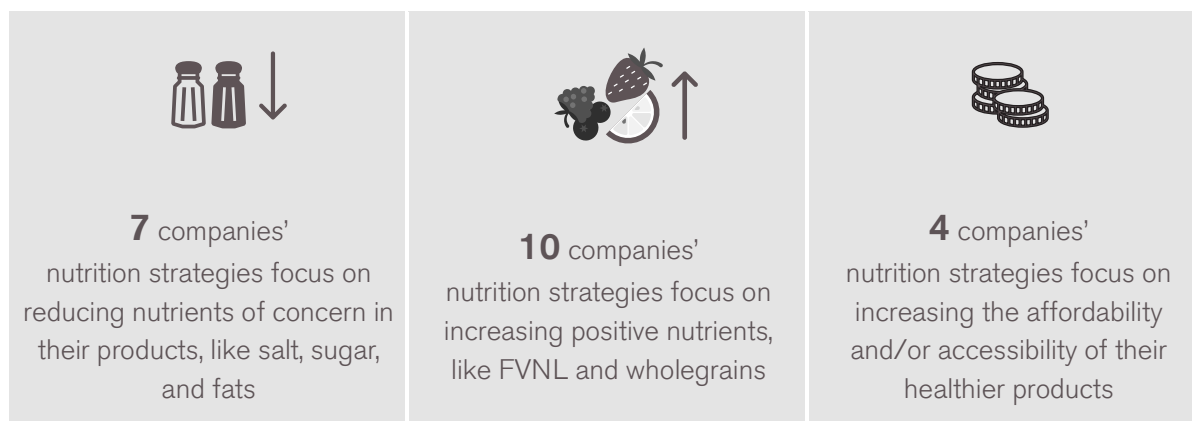 7 companies’
nutrition strategies focus on
reducing nutrients of concern in
their products, like salt, sugar,
and fats
10 companies’
nutrition strategies focus on
increasing positive nutrients,
like FVNL and wholegrains
4 companies’
nutrition strategies focus on
increasing the affordability
and/or accessibility of their
healthier products